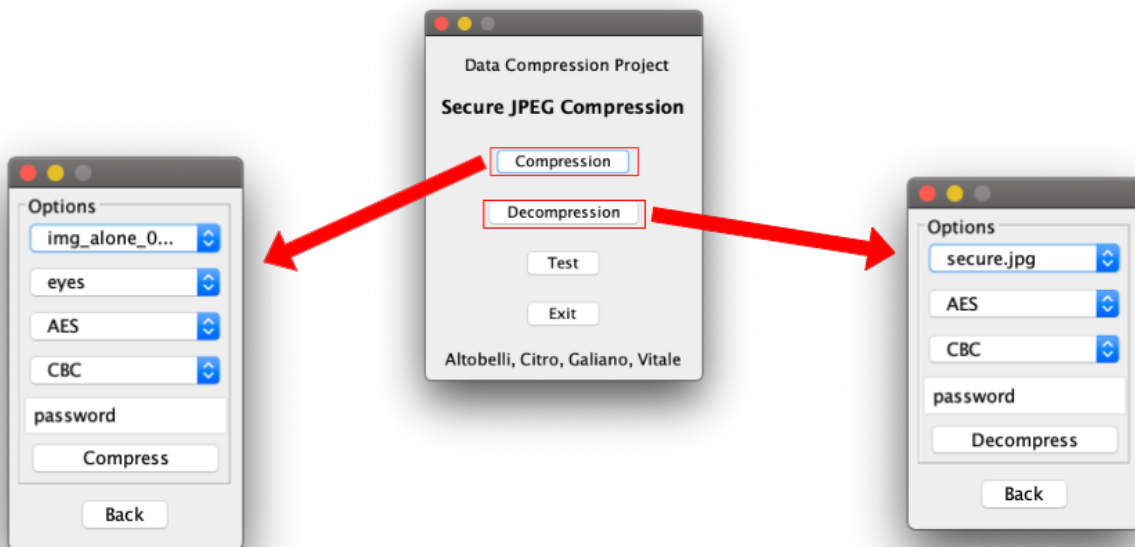 Data Compression Project
Secure JPEG Compression
Compression
Decompression
Test
Exit
Altobelli, Citro, Galiano, Vitale
Options
img_alone_0...
eyes
AES
CBC
password
Compress
Back
Options
secure.jpg
AES
CBC
password
Decompress
Back